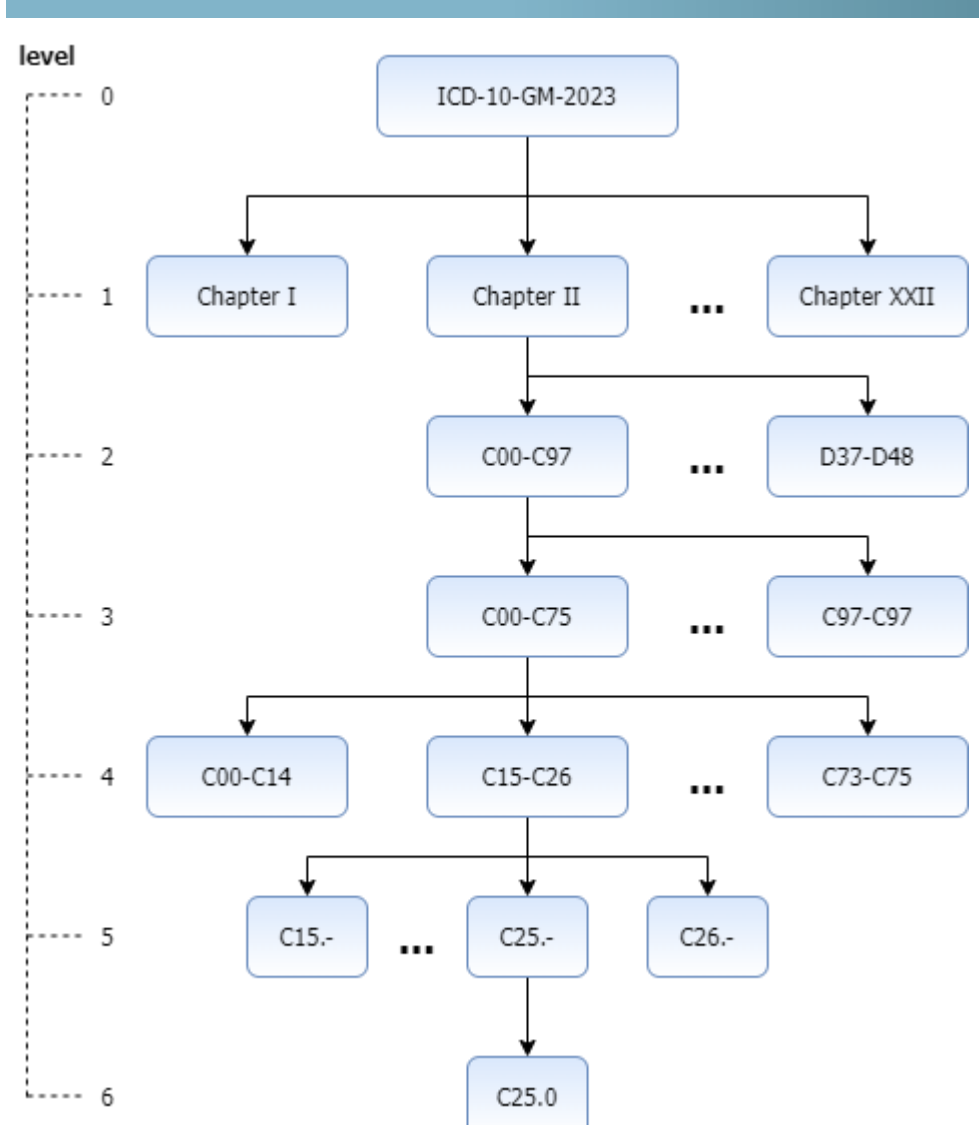 level
0 ICD-10-GM-2023
1 Chapter I Chapter II ... Chapter XXII
2 C00-C97 ... D37-D48
3 C00-C75 ... C97-C97
4 C00-C14 C15-C26 ... C73-C75
5 C15.- ... C25.- C26.-
6 C25.0